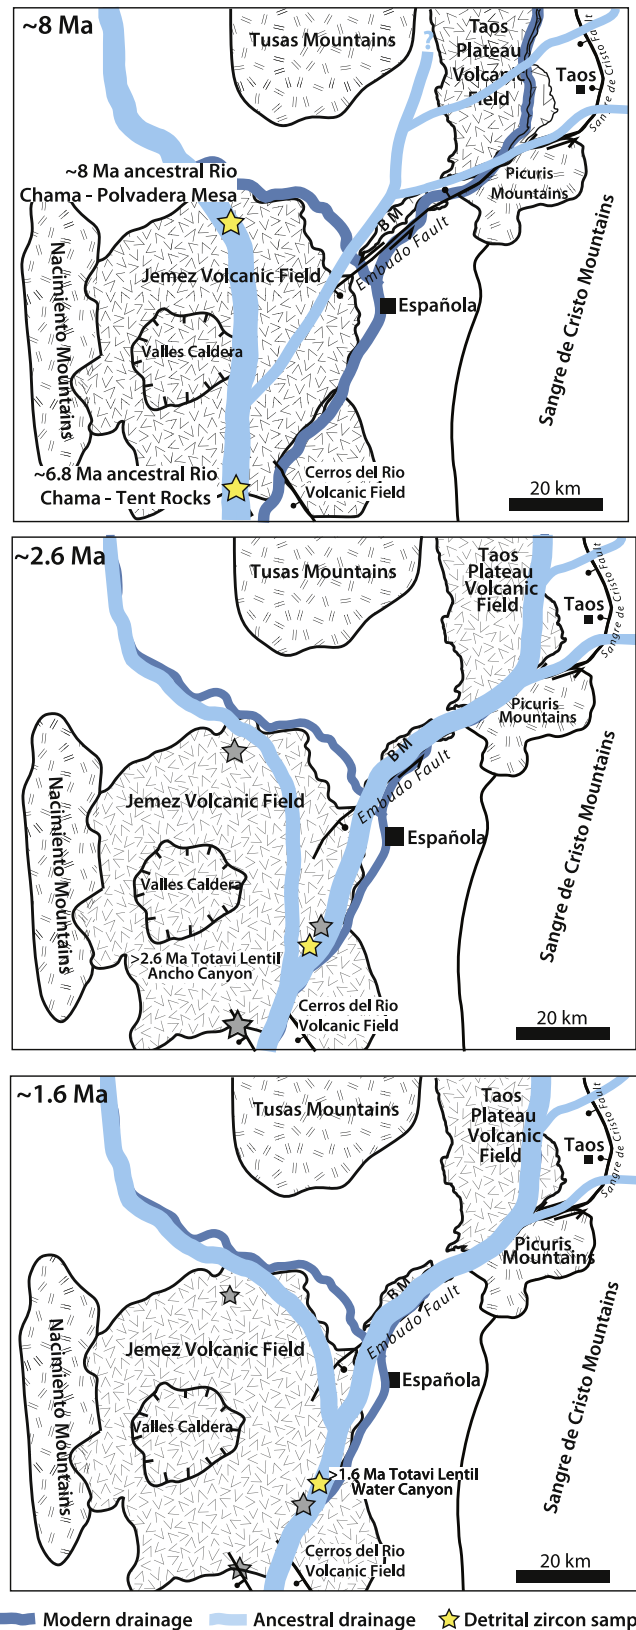 ~8 Ma
Tusas Mountains
Taos
Plateau
Volcanic
Field
?
Taos
Sangre de Cristo Fault
~8 Ma ancestral Rio
Chama - Polvadera Mesa
Picuris
Mountains
BM
Embudo Fault
Nacimiento Mountains
Jemez Volcanic Field
Española
Sangre de Cristo Mountains
Valles Caldera
~6.8 Ma ancestral Rio
Chama - Tent Rocks
Cerros del Rio
Volcanic Field
20 km
~2.6 Ma
Tusas Mountains
Taos
Plateau
Volcanic
Field
Taos
Sangre de Cristo Fault
Picuris
Mountains
BM
Embudo Fault
Nacimiento Mountains
Jemez Volcanic Field
Española
Sangre de Cristo Mountains
Valles Caldera
>2.6 Ma Totavi Lentil
Ancho Canyon
Cerros del Rio
Volcanic Field
20 km
~1.6 Ma
Tusas Mountains
Taos
Plateau
Volcanic
Field
Taos
Sangre de Cristo Fault
Picuris
Mountains
BM
Embudo Fault
Nacimiento Mountains
Jemez Volcanic Field
Española
Sangre de Cristo Mountains
Valles Caldera
>1.6 Ma Totavi Lentil
Water Canyon
Cerros del Rio
Volcanic Field
20 km
Modern drainage Ancestral drainage Detrital zircon samp